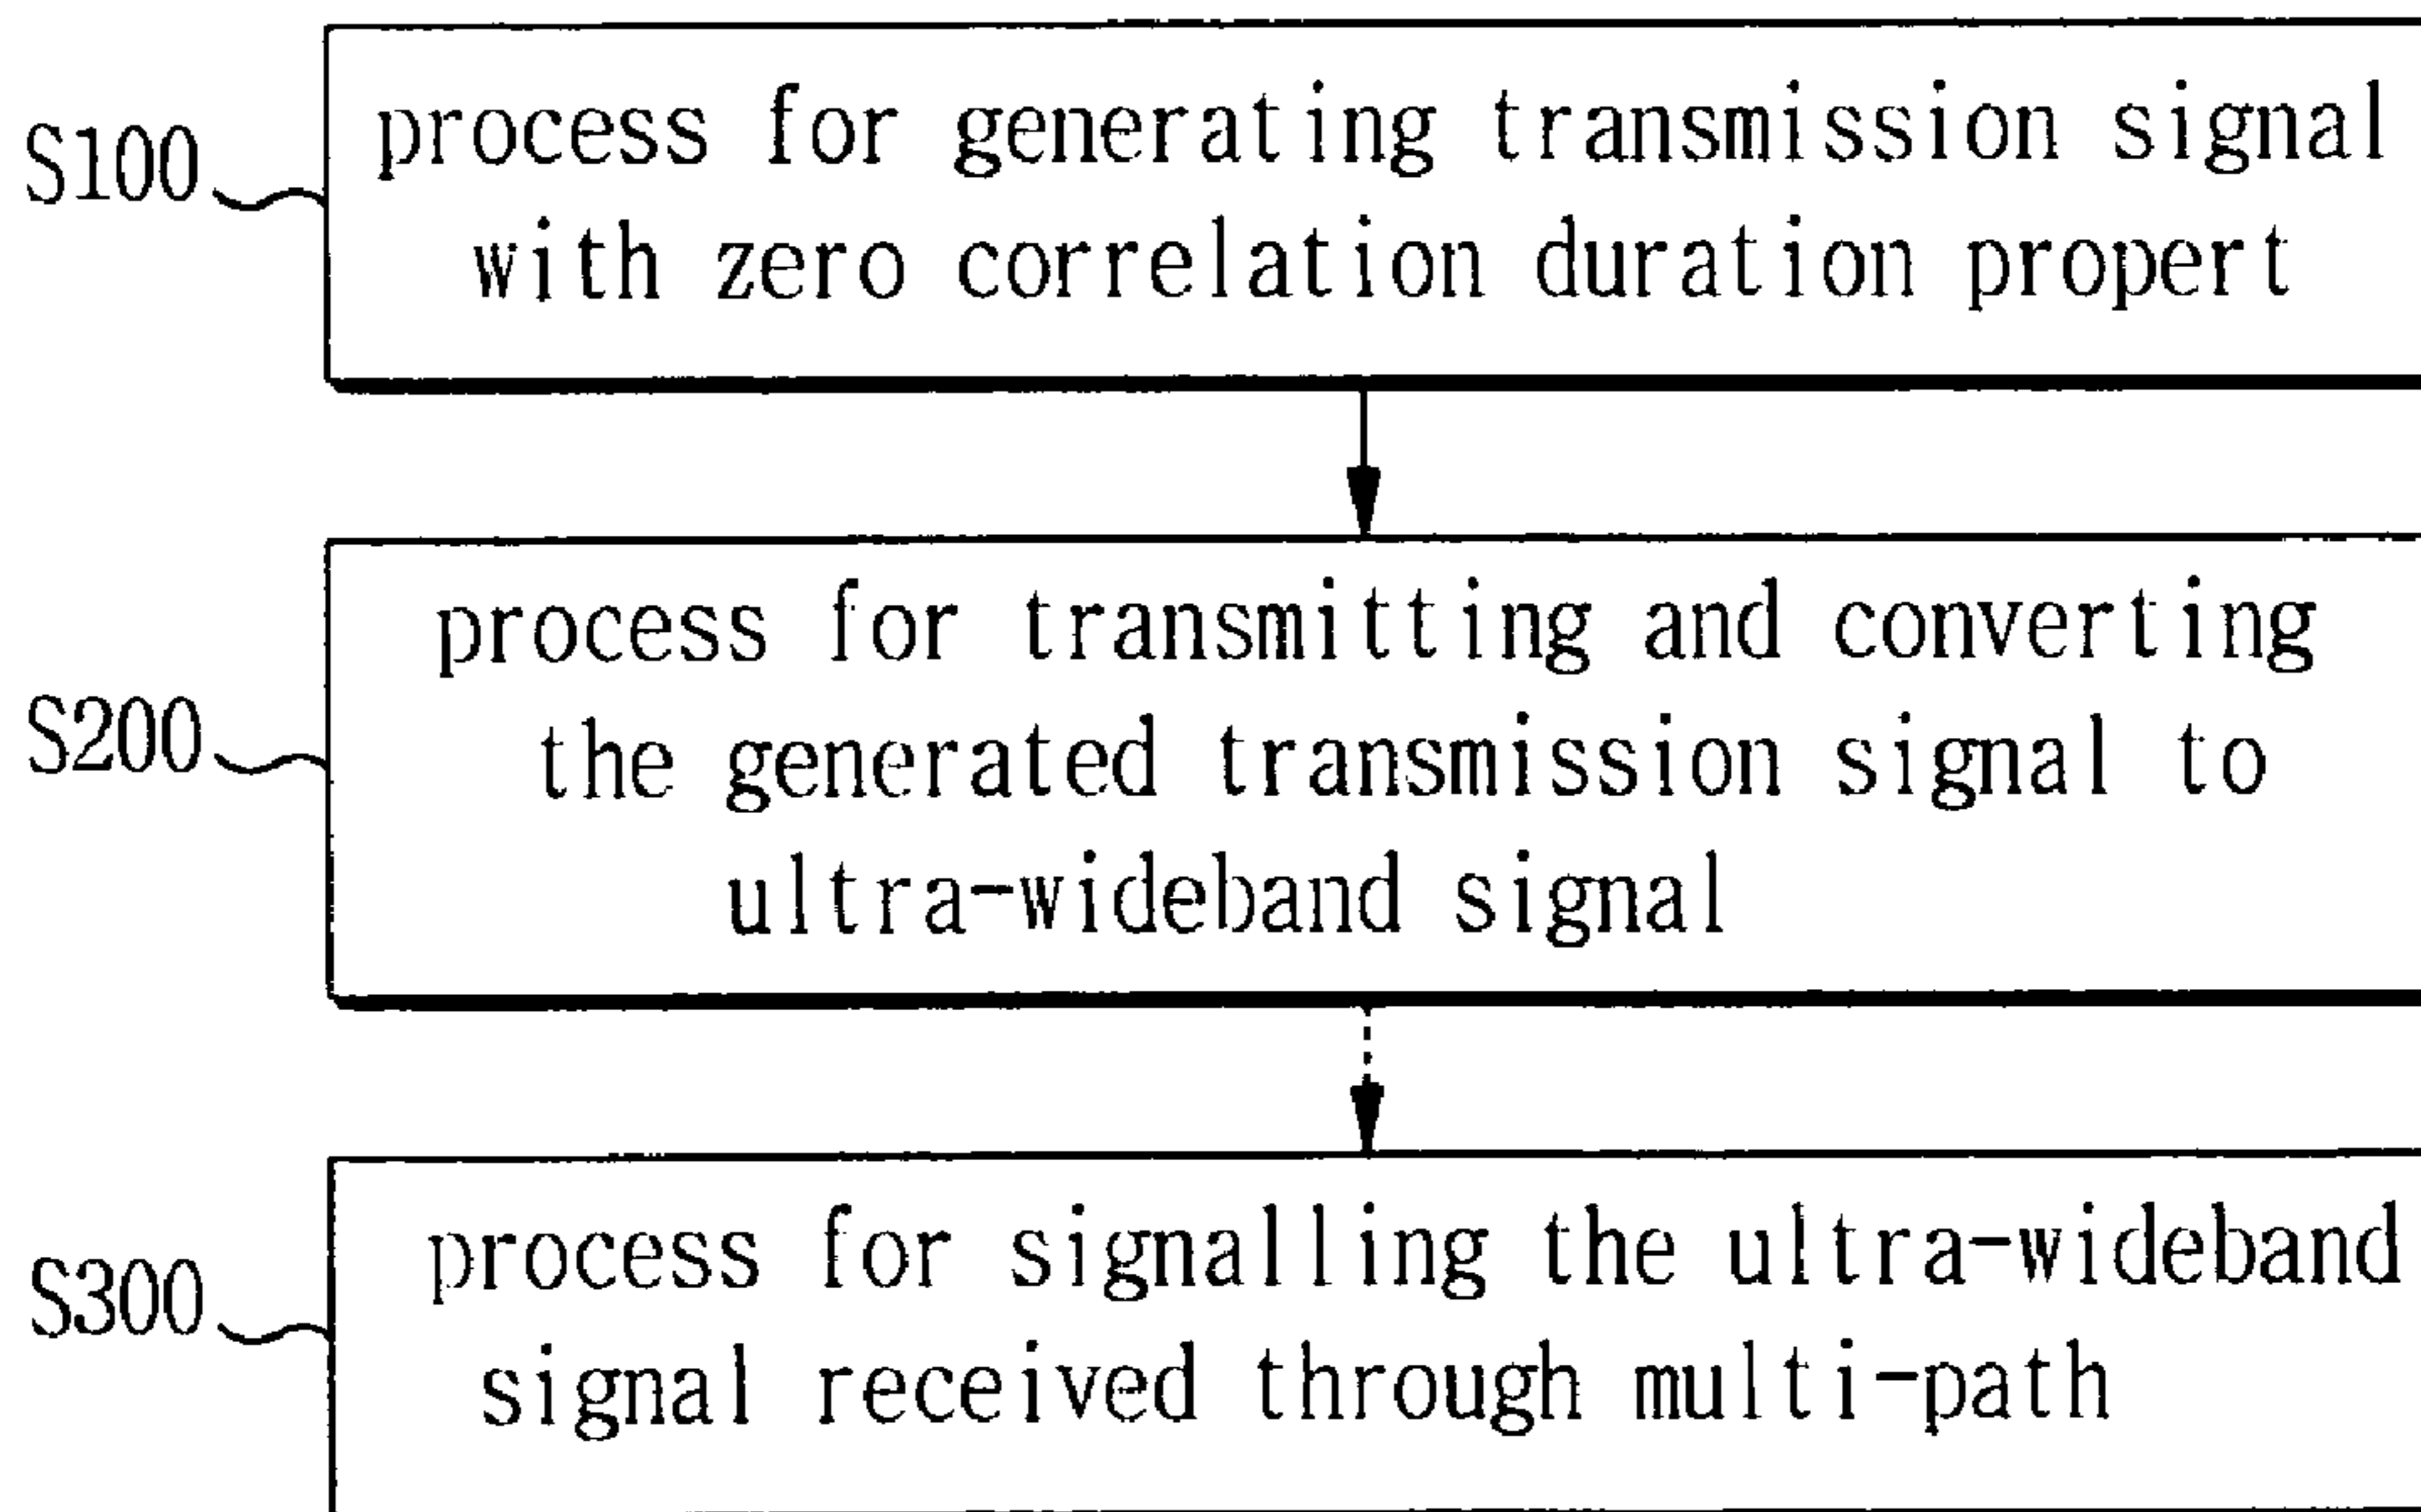 S100
process for generating transmission signal
with zero correlation duration propert
S200
process for transmitting and converting
the generated transmission signal to
ultra-wideband signal
S300
process for signalling the ultra-wideband
signal received through multi-path